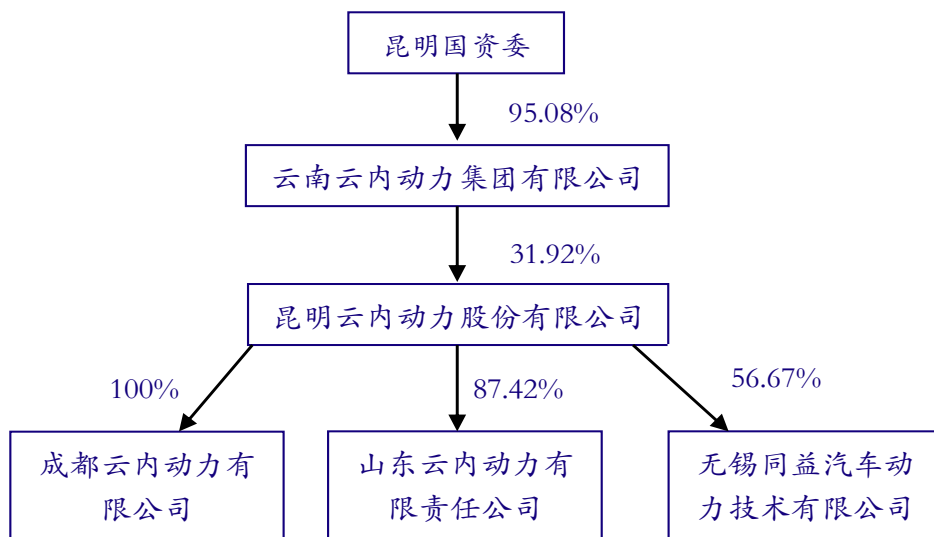 昆明国资委
95.08%
云南云内动力集团有限公司
31.92%
昆明云内动力股份有限公司
100%
87.42%
56.67%
成都云内动力有
限公司
山东云内动力有
限责任公司
无锡同益汽车动
力技术有限公司